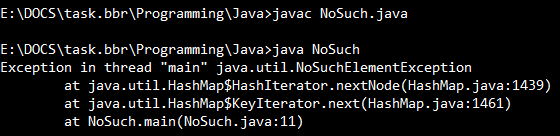 E:\DOCS\task.bbr\Programming\Java>javac NoSuch.java
E:\DOCS\task.bbr\Programming\Java>java NoSuch
Exception in thread "main" java.util.NoSuchElementException
at java.util.HashMap$HashIterator.nextNode(HashMap.java:1439)
at java.util.HashMap$KeyIterator.next(HashMap.java:1461)
at NoSuch.main(NoSuch.java:11)